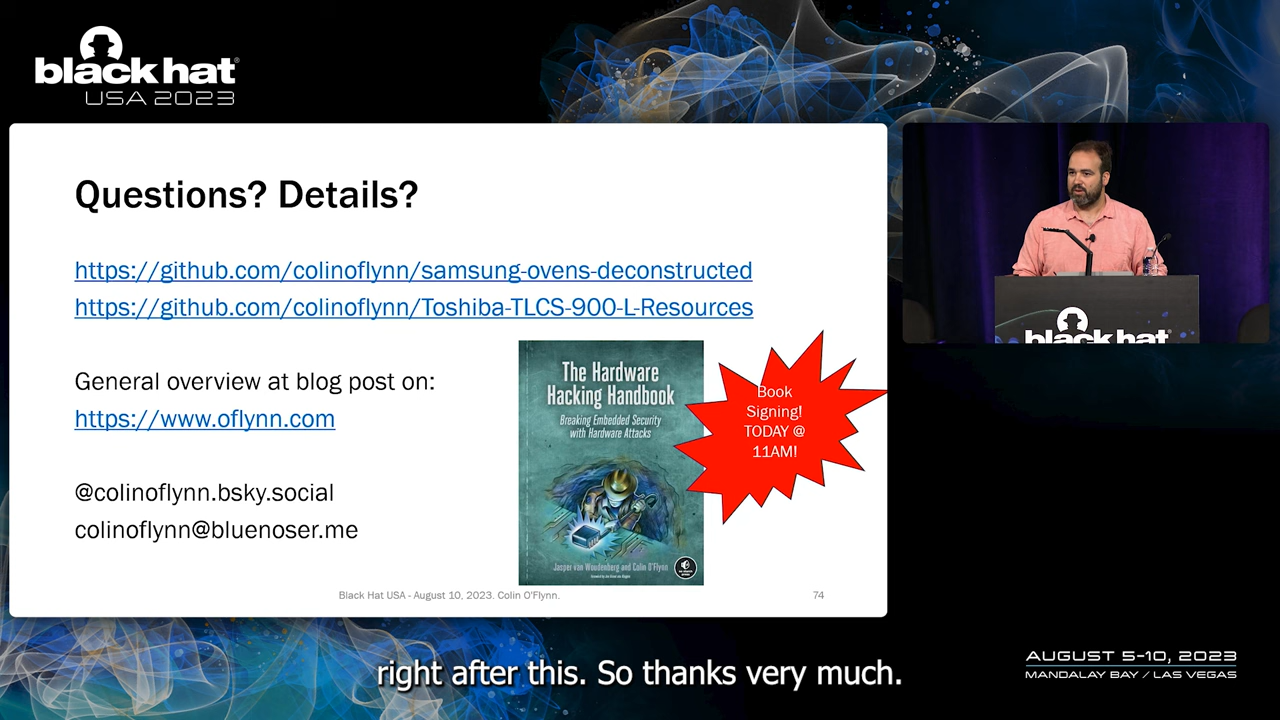 black hat®
USA 2023
Questions? Details?
https://github.com/colinoflynn/samsung-ovens-deconstructed
https://github.com/colinoflynn/Toshiba-TLCS-900-L-Resources
General overview at blog post on:
https://www.oflynn.com
@colinoflynn.bsky.social
colinoflynn@bluenoser.me
The Hardware
Hacking Handbook
Breaking Embedded Security
with Hardware Attacks
Jasper van Woudenberg and Colin O'Flynn
Book
Signing!
TODAY @
11AM!
Black Hat USA - August 10, 2023. Colin O'Flynn.
74
black hat
right after this. So thanks very much.
AUGUST 5-10, 2023
MANDALAY BAY / LAS VEGAS